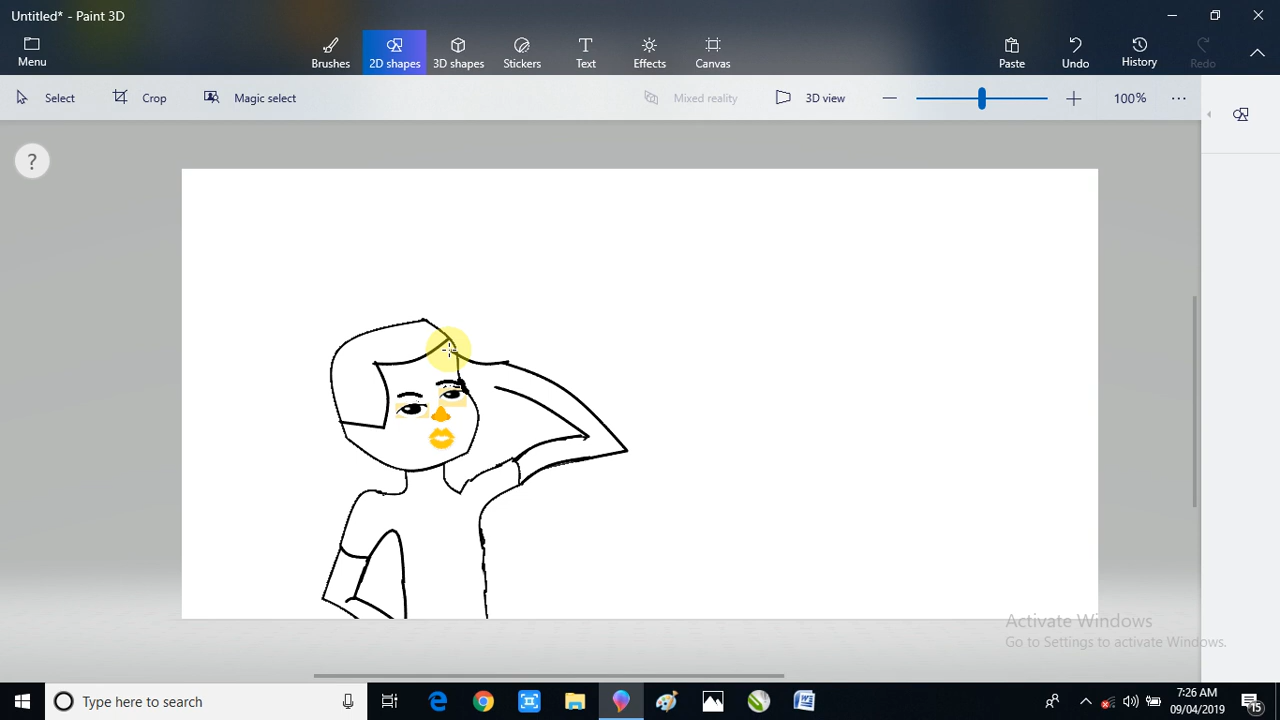 Untitled* - Paint 3D
Menu
Brushes
2D shapes
3D shapes
Stickers
Text
Effects
Canvas
Paste
Undo
History
Redo
Select
Crop
Magic select
Mixed reality
3D view
100%
?
Activate Windows
Go to Settings to activate Windows.
Type here to search
7:26 AM
09/04/2019
15